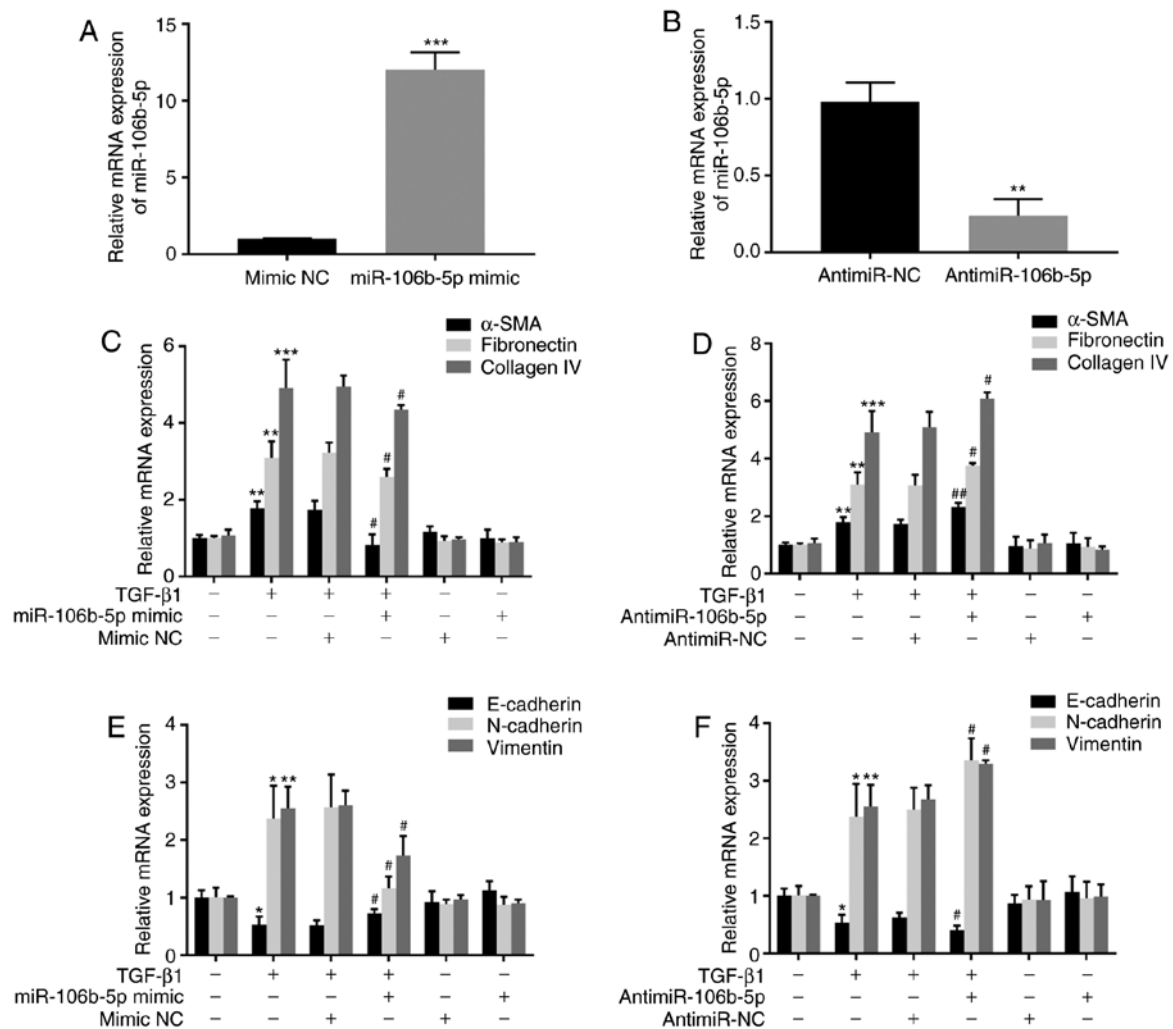 A
Relative mRNA expression
of miR-106b-5p
15
10
5
0
***
Mimic NC
miR-106b-5p mimic
B
Relative mRNA expression
of miR-106b-5p
1.5
1.0
0.5
0.0
**
AntimiR-NC
AntimiR-106b-5p
C
α-SMA
Fibronectin
Collagen IV
Relative mRNA expression
6
4
2
0
** ** *** # # #
TGF-β1 − + + + − −
miR-106b-5p mimic − − − + − +
Mimic NC − − + − + −
D
α-SMA
Fibronectin
Collagen IV
Relative mRNA expression
8
6
4
2
0
** ** *** ## # #
TGF-β1 − + + + − −
AntimiR-106b-5p − − − + − +
AntimiR-NC − − + − + −
E
E-cadherin
N-cadherin
Vimentin
Relative mRNA expression
4
3
2
1
0
* * ** # # #
TGF-β1 − + + + − −
miR-106b-5p mimic − − − + − +
Mimic NC − − + − + −
F
E-cadherin
N-cadherin
Vimentin
Relative mRNA expression
4
3
2
1
0
* * ** # # #
TGF-β1 − + + + − −
AntimiR-106b-5p − − − + − +
AntimiR-NC − − + − + −